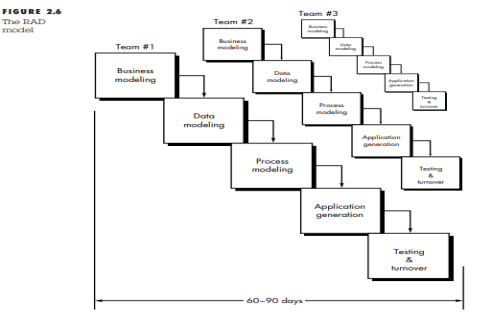 FIGURE 2.6
The RAD
model
Team #1
Business
modeling
Data
modeling
Process
modeling
Application
generation
Testing
&
turnover
Team #2
Business
modeling
Data
modeling
Process
modeling
Application
generation
Testing
&
turnover
Team #3
Business
modeling
Data
modeling
Process
modeling
Application
generation
Testing
&
turnover
60–90 days